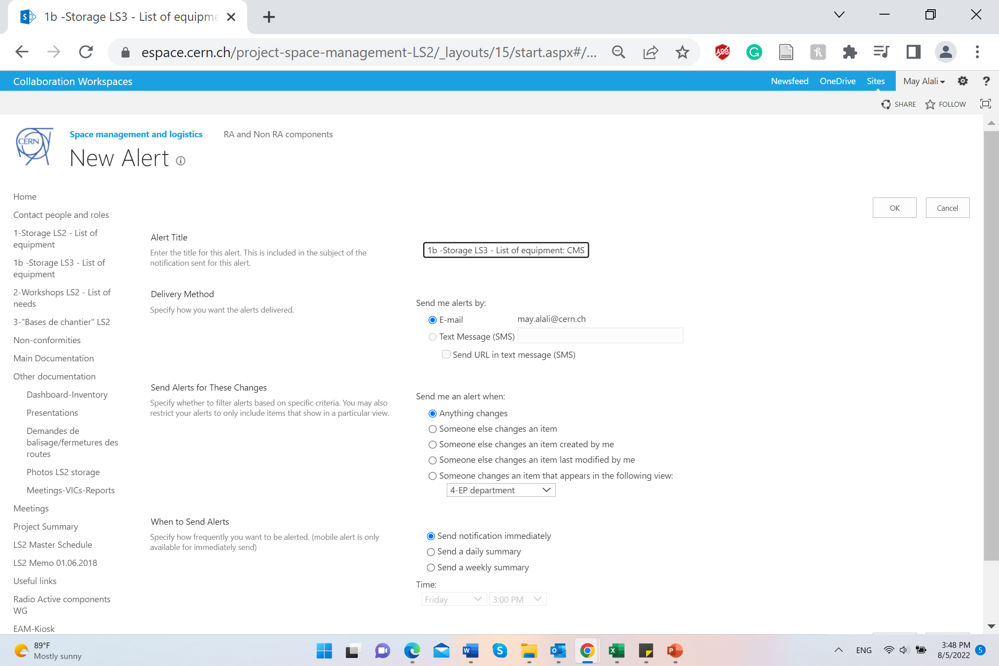 1b -Storage LS3 - List of equipme
espace.cern.ch/project-space-management-LS2/_layouts/15/start.aspx#/...
Collaboration Workspaces
Newsfeed
OneDrive
Sites
May Alali
?
SHARE
FOLLOW
CERN
Space management and logistics
RA and Non RA components
New Alert
Home
Contact people and roles
1-Storage LS2 - List of
equipment
1b -Storage LS3 - List of
equipment
2-Workshops LS2 - List of
needs
3-"Bases de chantier" LS2
Non-conformities
Main Documentation
Other documentation
Dashboard-Inventory
Presentations
Demandes de
balisage/fermetures des
routes
Photos LS2 storage
Meetings-VICs-Reports
Meetings
Project Summary
LS2 Master Schedule
LS2 Memo 01.06.2018
Useful links
Radio Active components
WG
EAM-Kiosk
OK
Cancel
Alert Title
Enter the title for this alert. This is included in the subject of the
notification sent for this alert.
1b -Storage LS3 - List of equipment: CMS
Delivery Method
Specify how you want the alerts delivered.
Send me alerts by:
E-mail
may.alali@cern.ch
Text Message (SMS)
Send URL in text message (SMS)
Send Alerts for These Changes
Specify whether to filter alerts based on specific criteria. You may also
restrict your alerts to only include items that show in a particular view.
Send me an alert when:
Anything changes
Someone else changes an item
Someone else changes an item created by me
Someone else changes an item last modified by me
Someone changes an item that appears in the following view:
4-EP department
When to Send Alerts
Specify how frequently you want to be alerted. (mobile alert is only
available for immediately send)
Send notification immediately
Send a daily summary
Send a weekly summary
Time:
Friday
3:00 PM
89°F
Mostly sunny
ENG
3:48 PM
8/5/2022
5